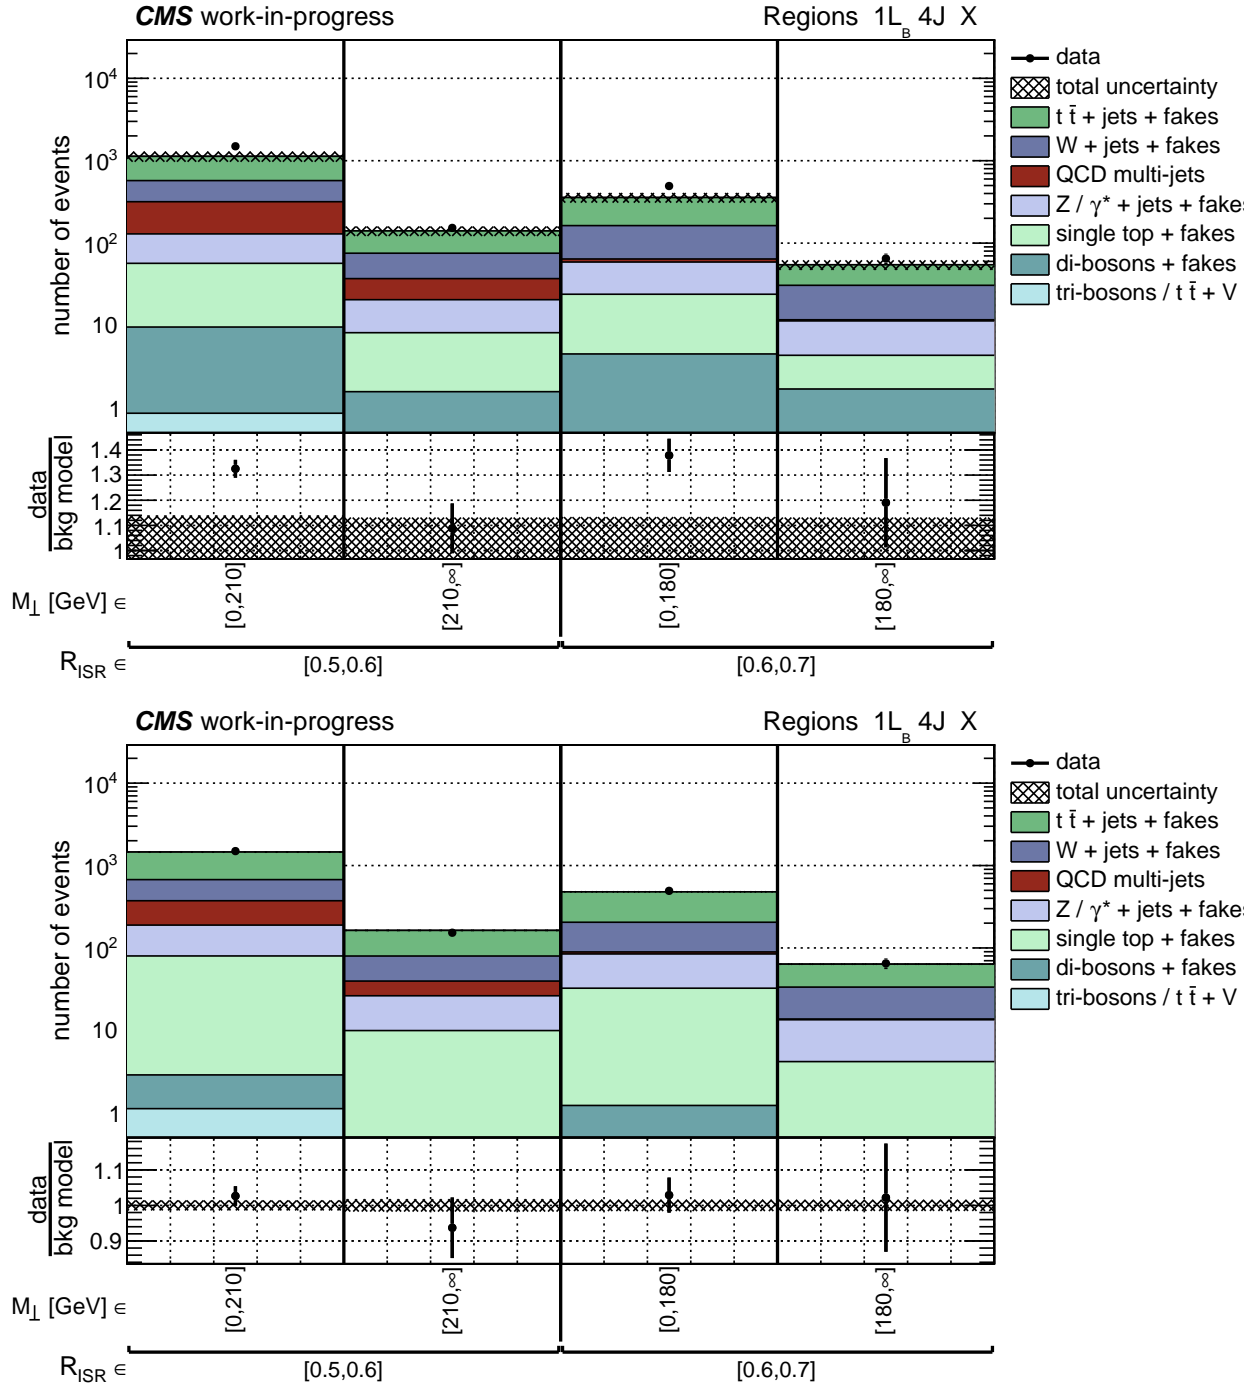 CMS work-in-progress Regions 1L_B 4J X
number of events
10^4
10^3
10^2
10
1
data
total uncertainty
t t̄ + jets + fakes
W + jets + fakes
QCD multi-jets
Z / γ* + jets + fakes
single top + fakes
di-bosons + fakes
tri-bosons / t t̄ + V
data
bkg model
1.4
1.3
1.2
1.1
1
M⊥ [GeV] ∈ [0,210] [210,∞] [0,180] [180,∞]
R_ISR ∈ [0.5,0.6] [0.6,0.7]
CMS work-in-progress Regions 1L_B 4J X
number of events
10^4
10^3
10^2
10
1
data
total uncertainty
t t̄ + jets + fakes
W + jets + fakes
QCD multi-jets
Z / γ* + jets + fakes
single top + fakes
di-bosons + fakes
tri-bosons / t t̄ + V
data
bkg model
1.1
1
0.9
M⊥ [GeV] ∈ [0,210] [210,∞] [0,180] [180,∞]
R_ISR ∈ [0.5,0.6] [0.6,0.7]